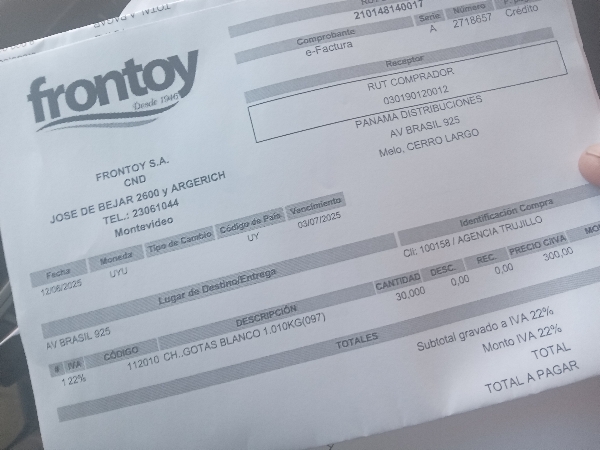 TOTA
210148140017
Comprobante Serie Número
e-Factura A 2718657 Crédito
Receptor
RUT COMPRADOR
030190120012
PANAMA DISTRIBUCIONES
AV BRASIL 925
Melo, CERRO LARGO
frontoy
Desde 1946
FRONTOY S.A.
CND
JOSE DE BEJAR 2600 y ARGERICH
TEL.: 23061044
Montevideo
Fecha Moneda Tipo de Cambio Código de País Vencimiento
12/06/2025 UYU UY 03/07/2025
Lugar de Destino/Entrega Identificación Compra
AV BRASIL 925 Cli: 100158 / AGENCIA TRUJILLO
# IVA CÓDIGO DESCRIPCIÓN CANTIDAD DESC. REC. PRECIO C/IVA MO
1 22% 112010 CH..GOTAS BLANCO 1.010KG(097) 30,000 0,00 0,00 300,00
TOTALES
Subtotal gravado a IVA 22%
Monto IVA 22%
TOTAL
TOTAL A PAGAR